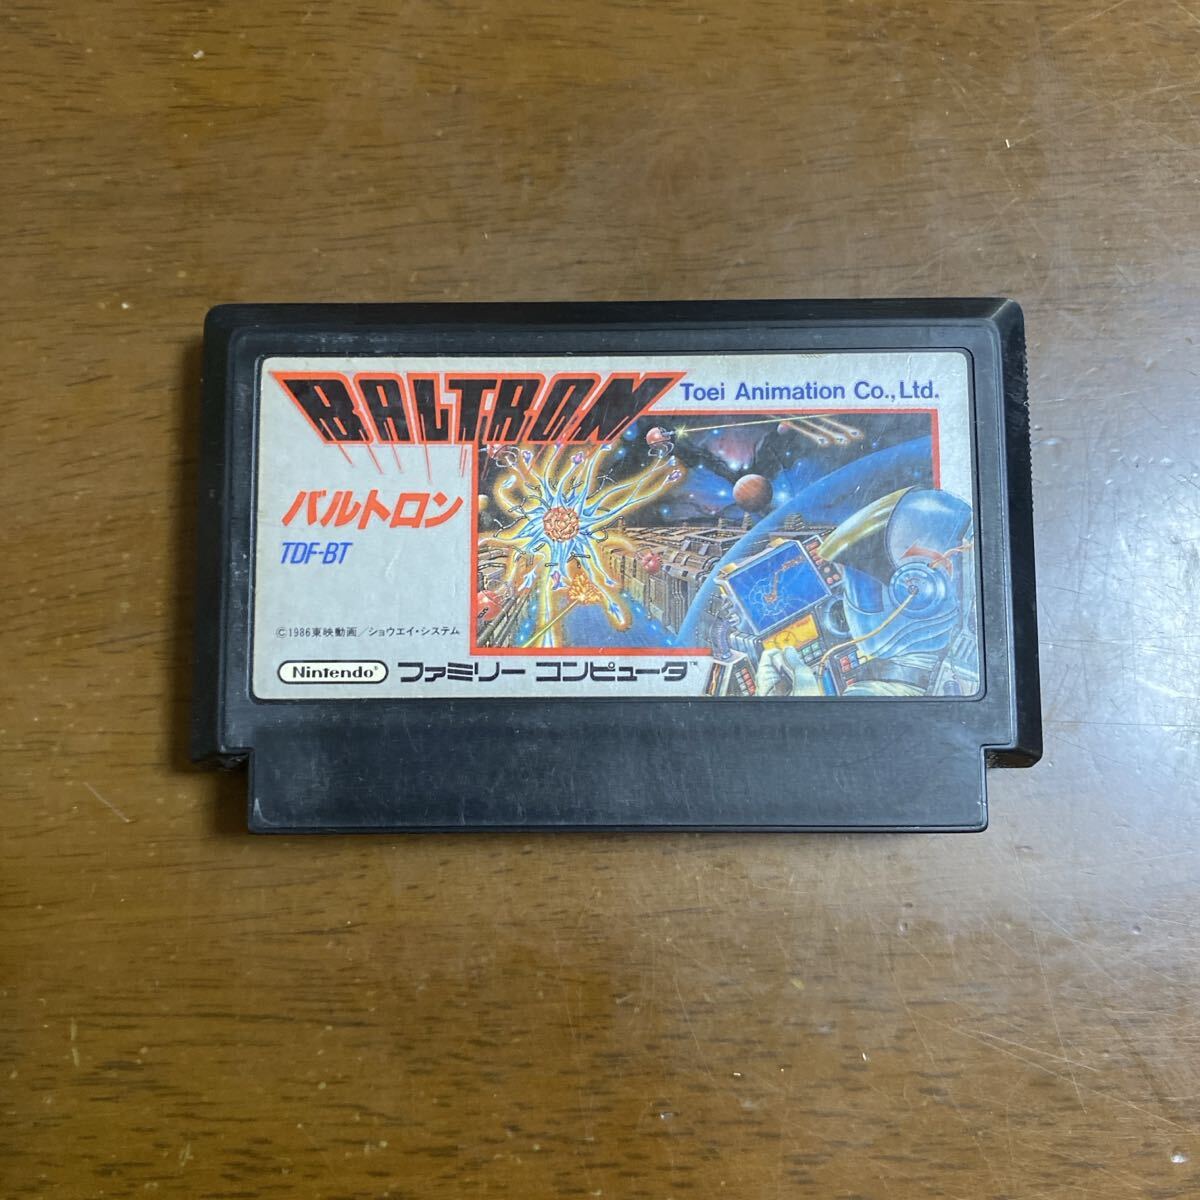 BALTRON
Toei Animation Co., Ltd.
バルトロン
TDF-BT
©1986東映動画/ショウエイ・システム
Nintendo® ファミリー コンピュータ™